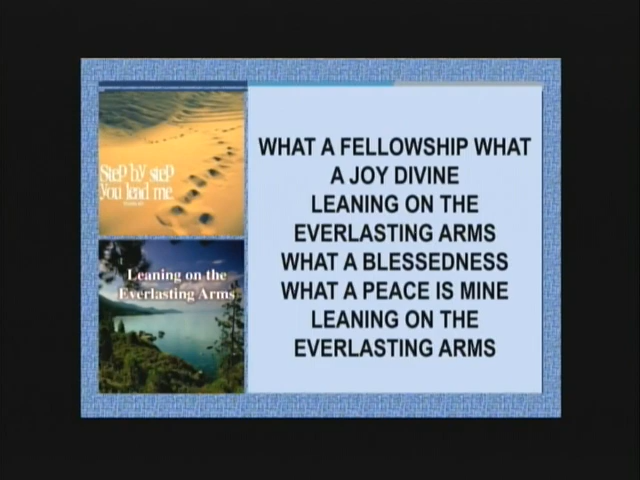 Step by step
you lead me.
Leaning on the
Everlasting Arms
WHAT A FELLOWSHIP WHAT
A JOY DIVINE
LEANING ON THE
EVERLASTING ARMS
WHAT A BLESSEDNESS
WHAT A PEACE IS MINE
LEANING ON THE
EVERLASTING ARMS